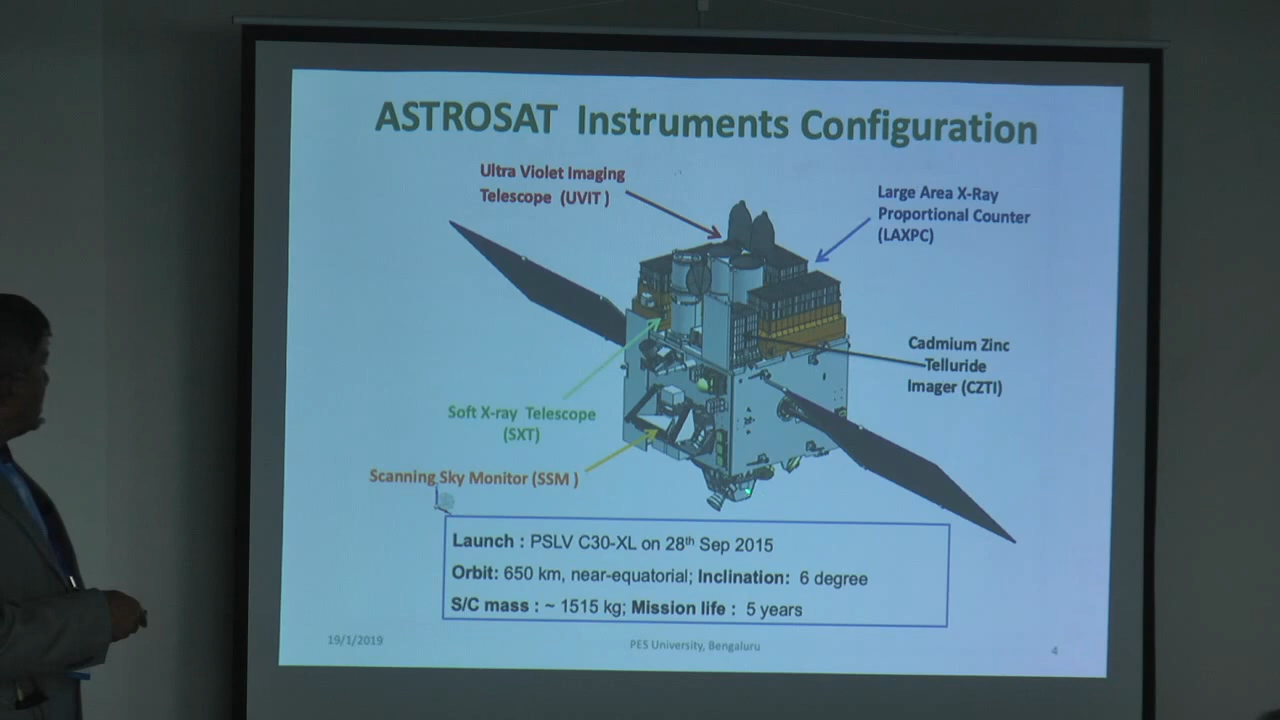 ASTROSAT Instruments Configuration
Ultra Violet Imaging
Telescope (UVIT )
Large Area X-Ray
Proportional Counter
(LAXPC)
Cadmium Zinc
Telluride
Imager (CZTI)
Soft X-ray Telescope
(SXT)
Scanning Sky Monitor (SSM )
Launch : PSLV C30-XL on 28th Sep 2015
Orbit: 650 km, near-equatorial; Inclination: 6 degree
S/C mass : ~ 1515 kg; Mission life : 5 years
19/1/2019
PES University, Bengaluru
4